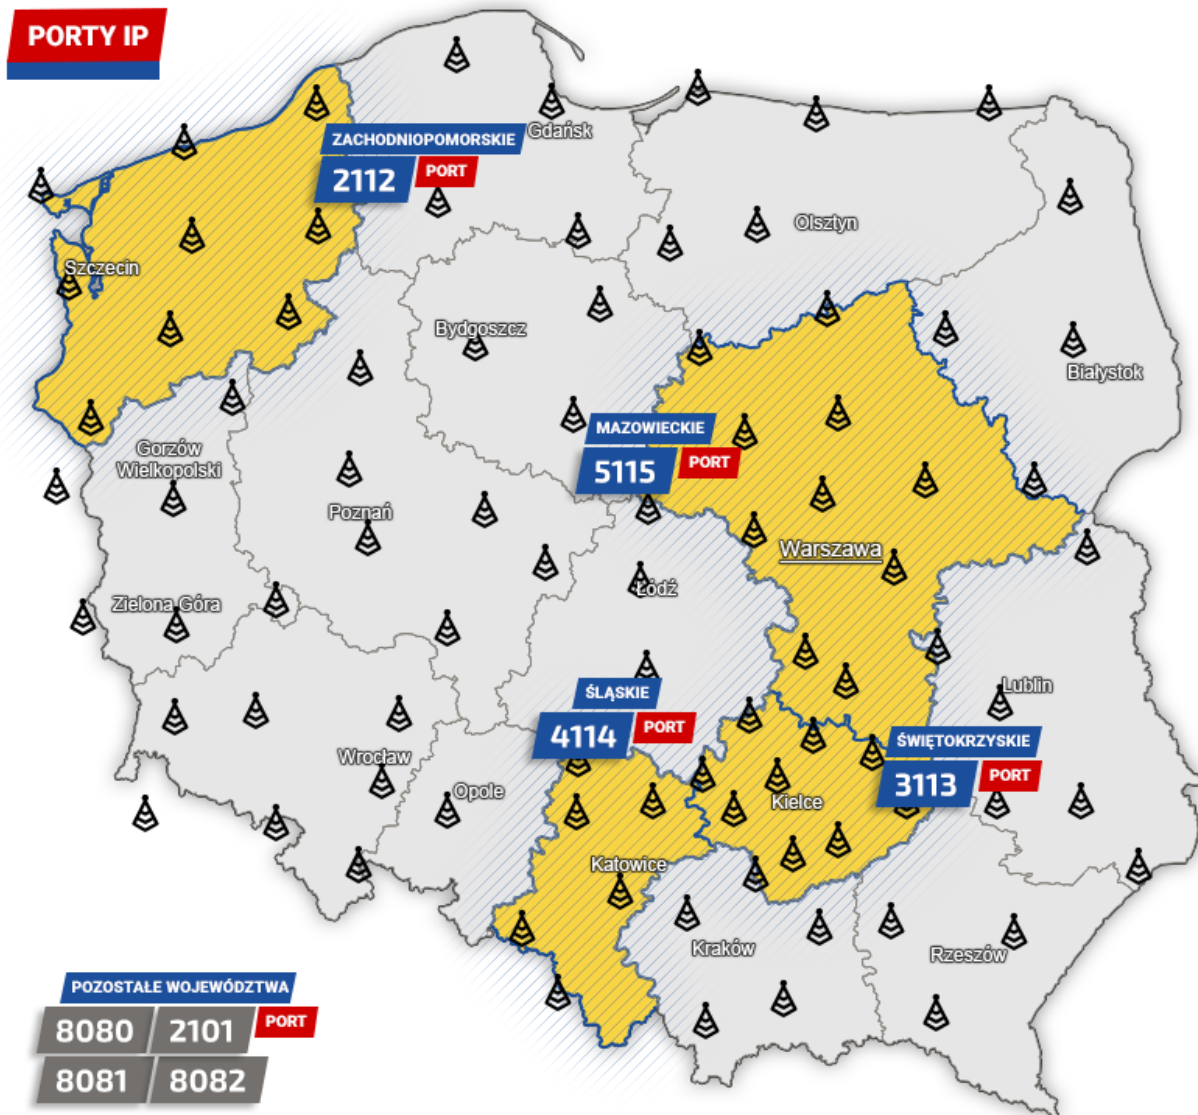 PORTY IP
Gdańsk
ZACHODNIOPOMORSKIE
2112 PORT
Olsztyn
Szczecin
Bydgoszcz
Białystok
MAZOWIECKIE
5115 PORT
Gorzów
Wielkopolski
Poznań
Warszawa
Łódź
Zielona Góra
Lublin
ŚLĄSKIE
4114 PORT
ŚWIĘTOKRZYSKIE
3113 PORT
Wrocław
Opole
Kielce
Katowice
Kraków
Rzeszów
POZOSTAŁE WOJEWÓDZTWA
8080 2101 PORT
8081 8082